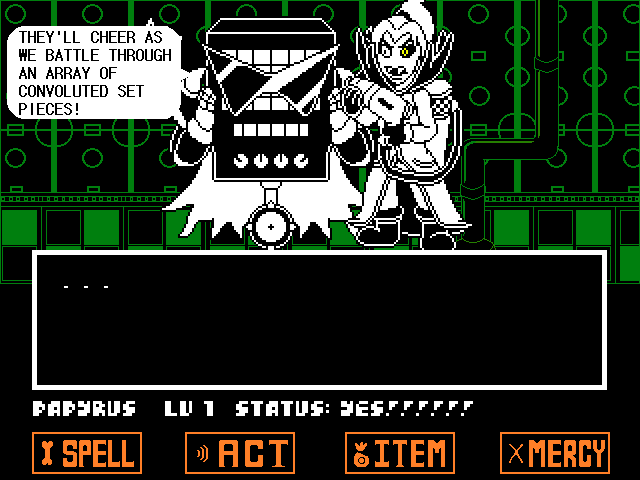 THEY'LL CHEER AS
WE BATTLE THROUGH
AN ARRAY OF
CONVOLUTED SET
PIECES!
...
PAPYRUS LV 1 STATUS: YES!!!!!!!
SPELL ACT ITEM MERCY